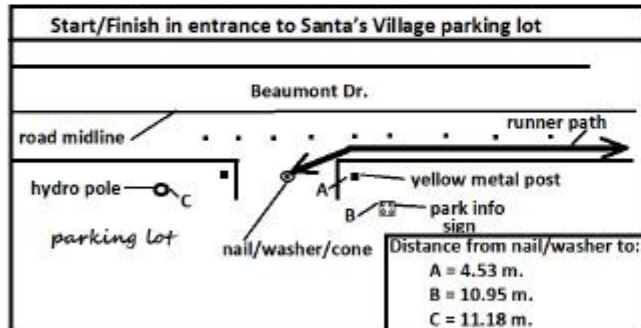 Start/Finish in entrance to Santa's Village parking lot
Beaumont Dr.
road midline
runner path
hydro pole
C
A
yellow metal post
B
park info
sign
parking lot
nail/washer/cone
Distance from nail/washer to:
A = 4.53 m.
B = 10.95 m.
C = 11.18 m.